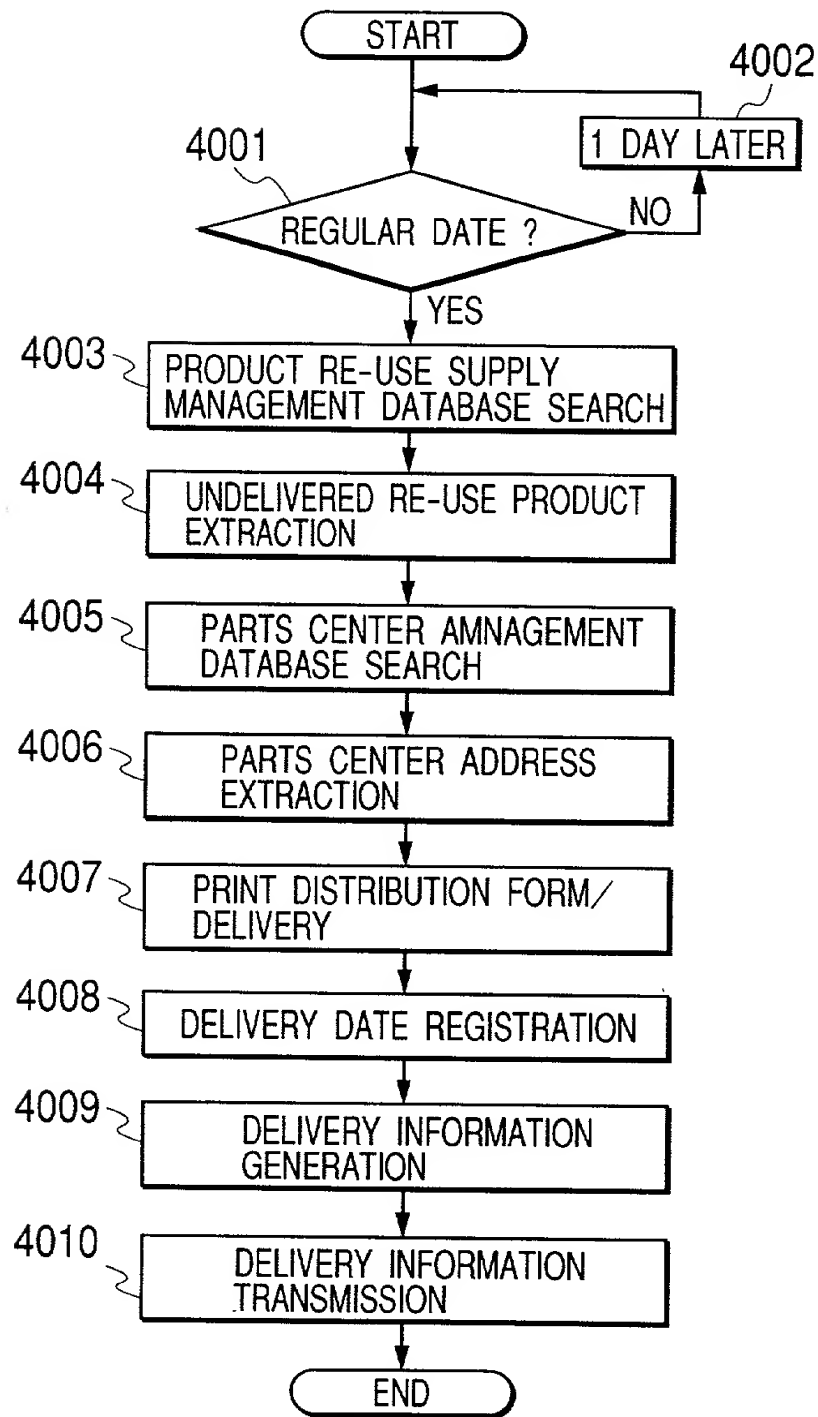 START
4002
1 DAY LATER
4001
REGULAR DATE ?
NO
YES
4003
PRODUCT RE-USE SUPPLY
MANAGEMENT DATABASE SEARCH
4004
UNDELIVERED RE-USE PRODUCT
EXTRACTION
4005
PARTS CENTER AMNAGEMENT
DATABASE SEARCH
4006
PARTS CENTER ADDRESS
EXTRACTION
4007
PRINT DISTRIBUTION FORM/
DELIVERY
4008
DELIVERY DATE REGISTRATION
4009
DELIVERY INFORMATION
GENERATION
4010
DELIVERY INFORMATION
TRANSMISSION
END